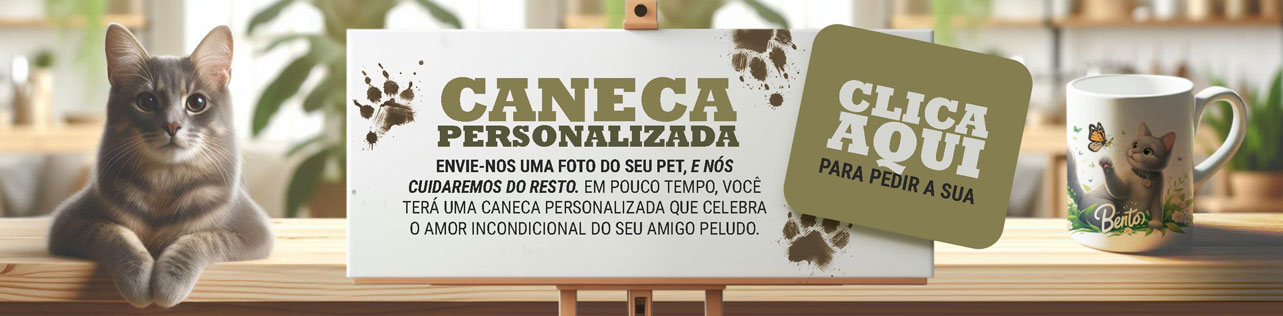 CANECA
PERSONALIZADA
ENVIE-NOS UMA FOTO DO SEU PET, E NÓS
CUIDAREMOS DO RESTO. EM POUCO TEMPO, VOCÊ
TERÁ UMA CANECA PERSONALIZADA QUE CELEBRA
O AMOR INCONDICIONAL DO SEU AMIGO PELUDO.
CLICA
AQUI
PARA PEDIR A SUA
Bento